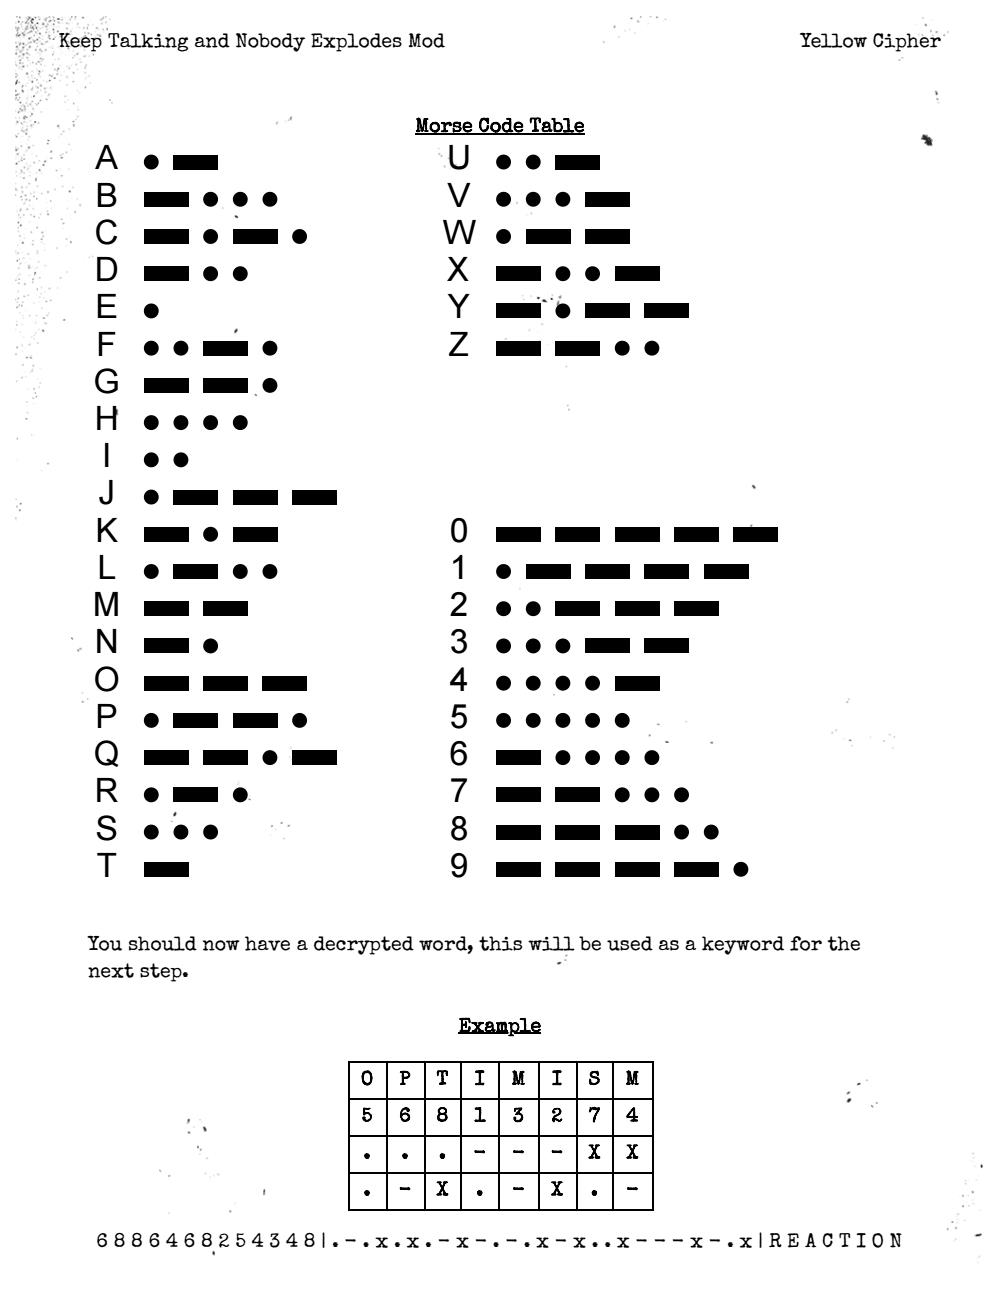 Keep Talking and Nobody Explodes Mod
Yellow Cipher
Morse Code Table
A .- U ..-
B -... V ...-
C -.-. W .--
D -.. X -..-
E . Y -.--
F ..-. Z --..
G --.
H ....
I ..
J .---
K -.- 0 -----
L .-.. 1 .----
M -- 2 ..---
N -. 3 ...--
O --- 4 ....-
P .--. 5 .....
Q --.- 6 -....
R .-. 7 --...
S ... 8 ---..
T - 9 ----.
You should now have a decrypted word, this will be used as a keyword for the
next step.
Example
O P T I M I S M
5 6 8 1 3 2 7 4
. . . - - - X X
. - X . - X . -
6886468254348|.-.x.x.-x-.-.x-x..x---x-.x|REACTION